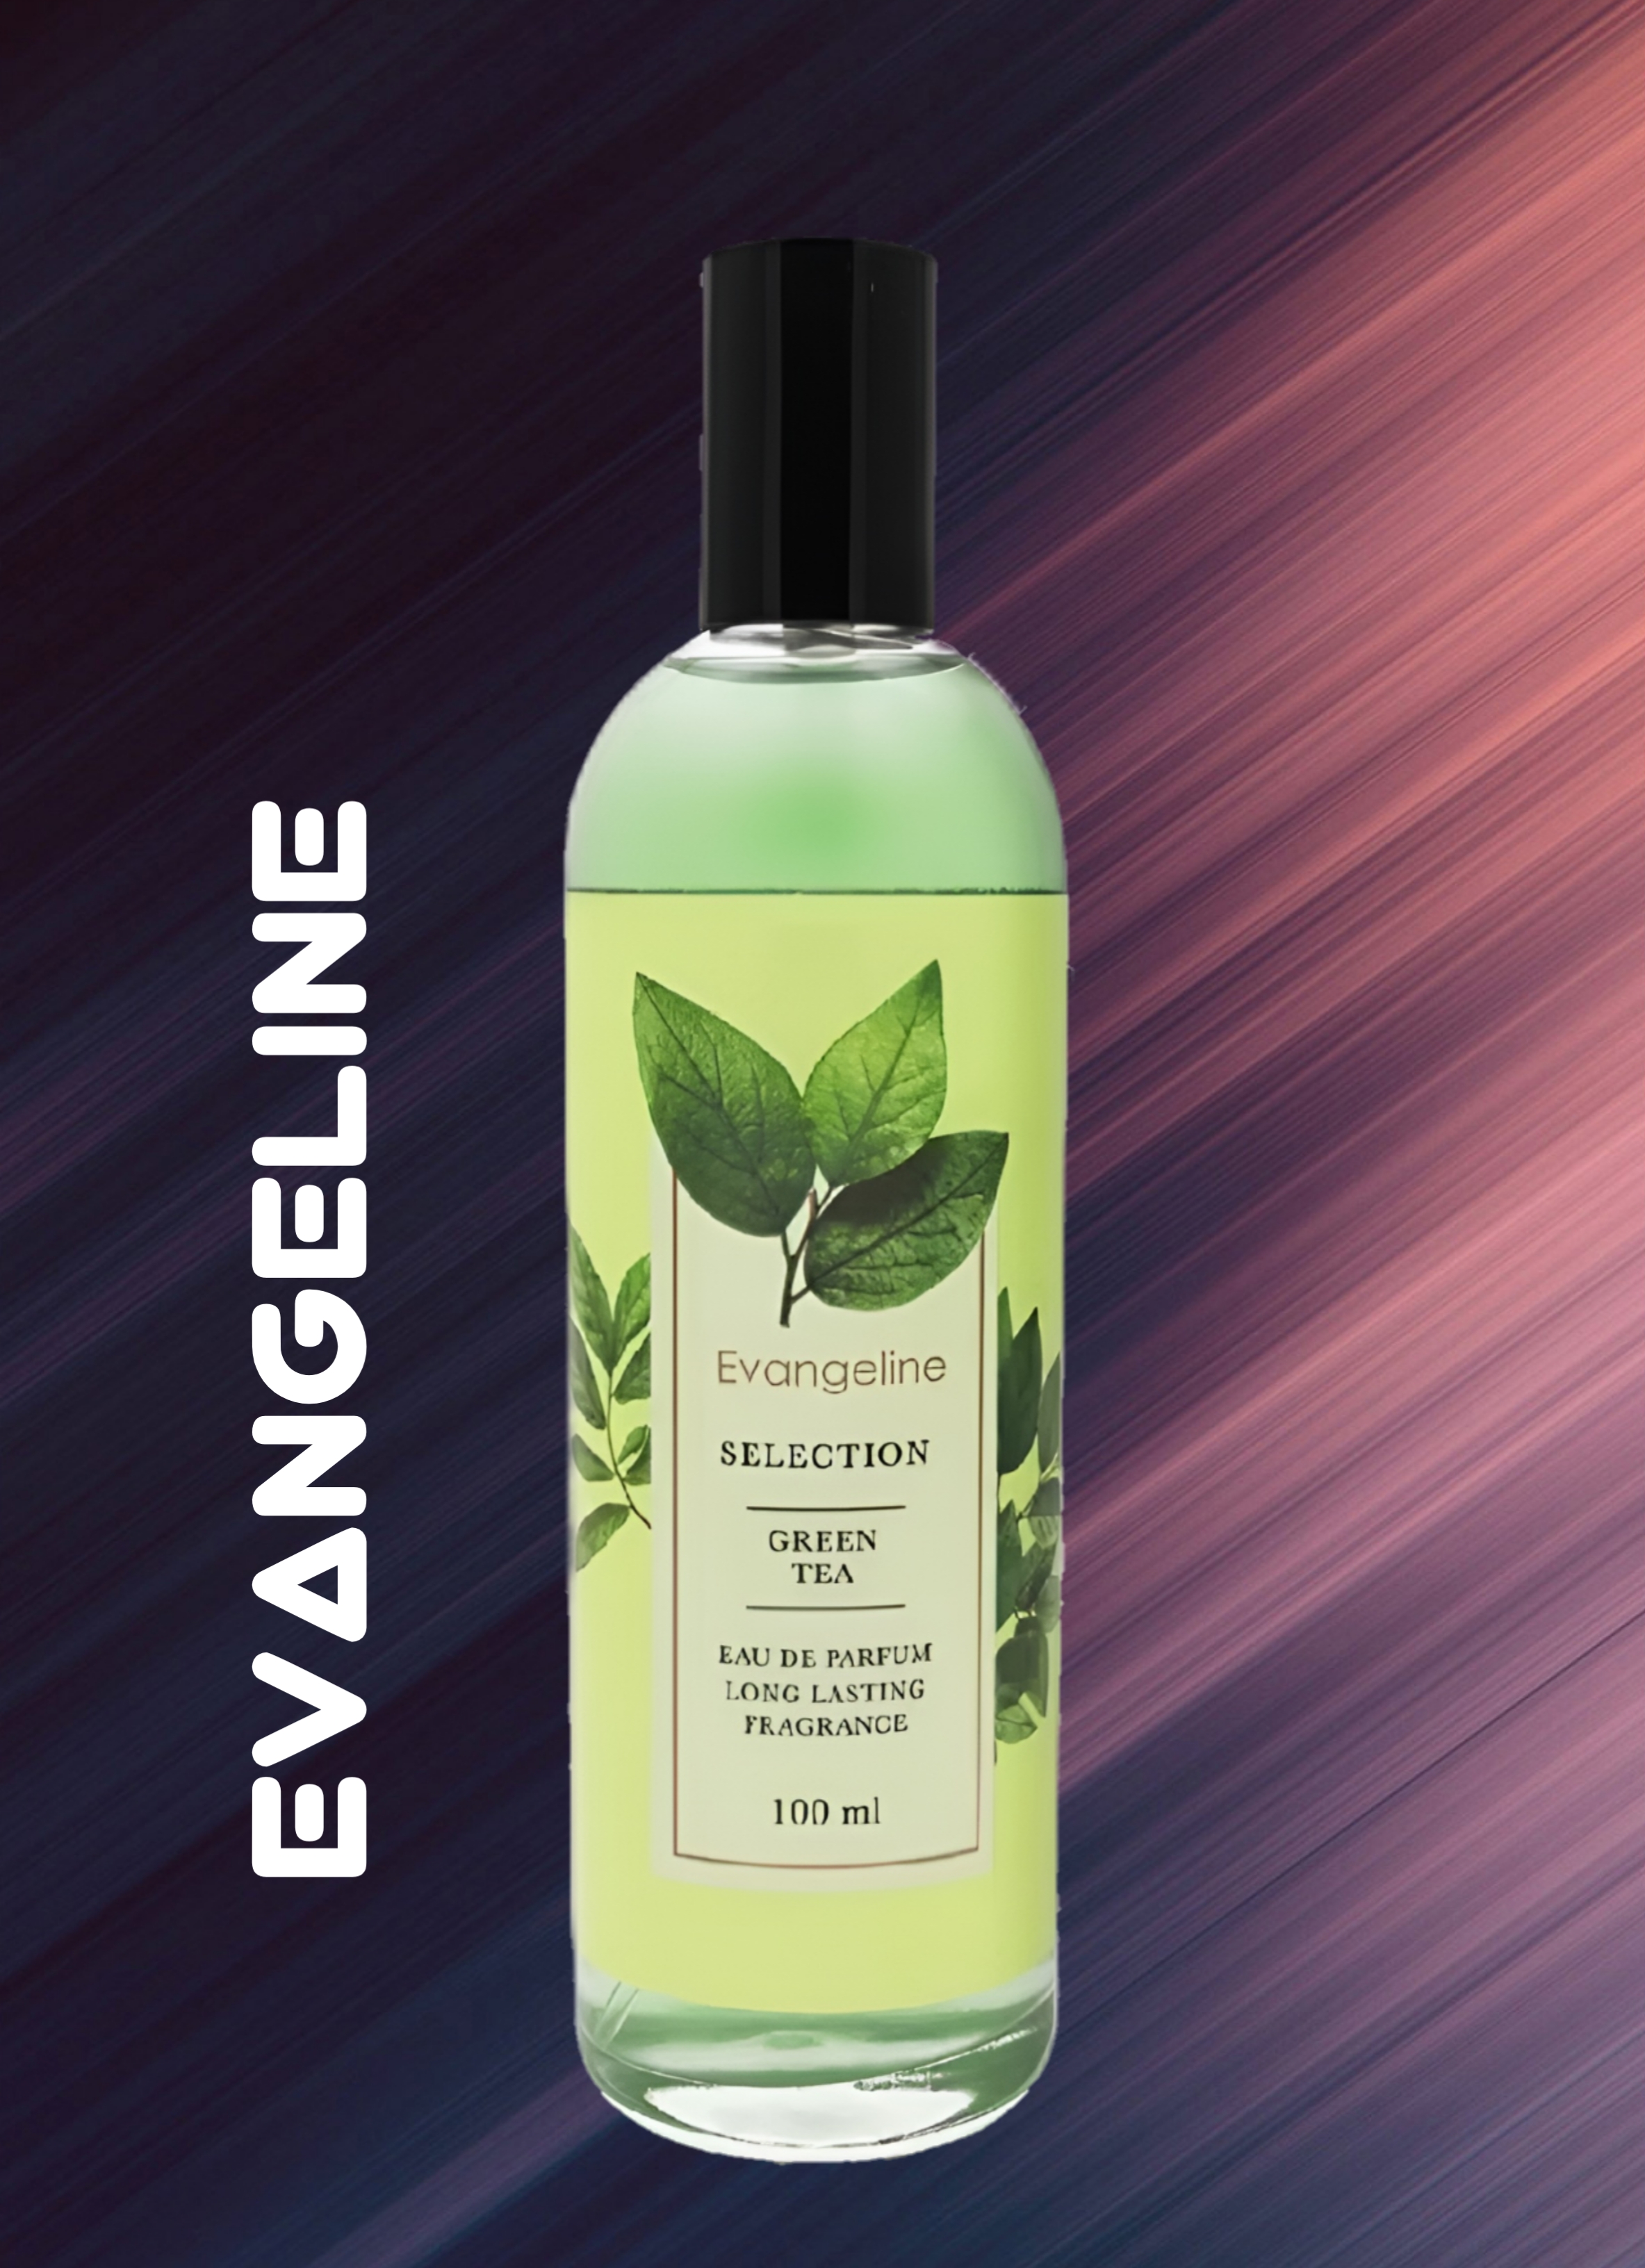 EVANGELINE
Evangeline
SELECTION
GREEN
TEA
EAU DE PARFUM
LONG LASTING
FRAGRANCE
100 ml